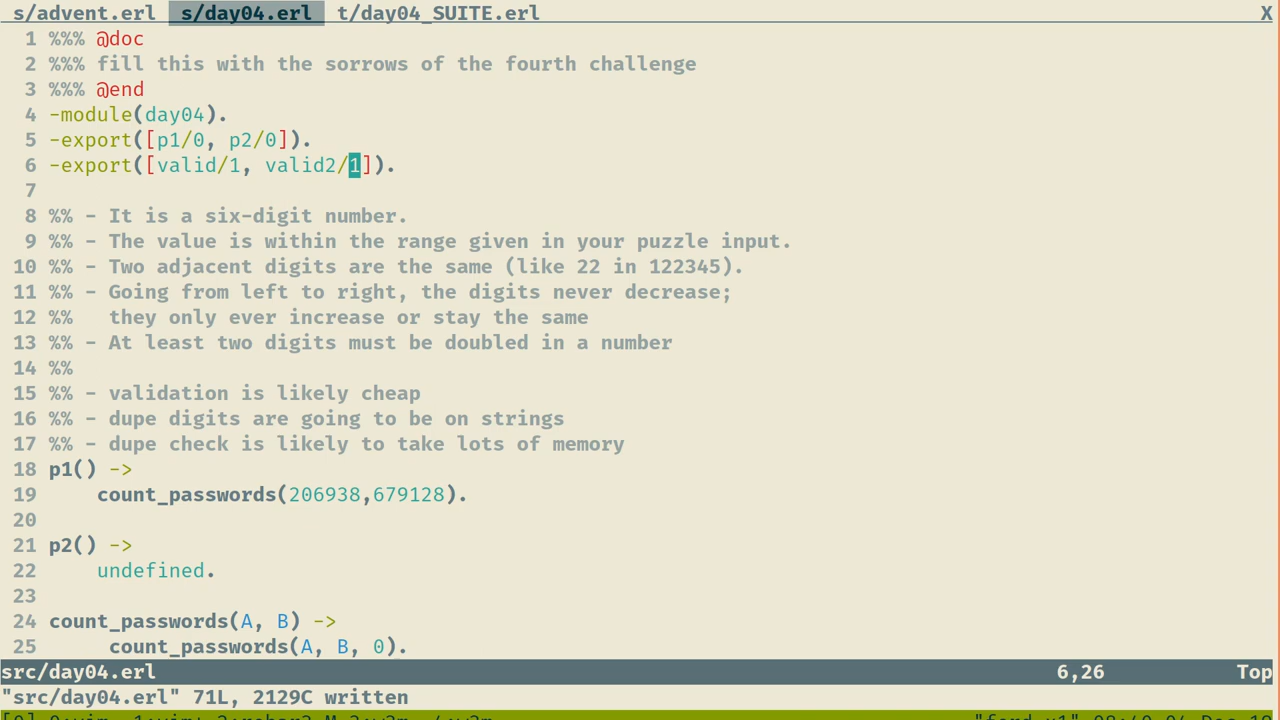 s/advent.erl s/day04.erl t/day04_SUITE.erl X
1 %%% @doc
2 %%% fill this with the sorrows of the fourth challenge
3 %%% @end
4 -module(day04).
5 -export([p1/0, p2/0]).
6 -export([valid/1, valid2/1]).
7
8 %% - It is a six-digit number.
9 %% - The value is within the range given in your puzzle input.
10 %% - Two adjacent digits are the same (like 22 in 122345).
11 %% - Going from left to right, the digits never decrease;
12 %%   they only ever increase or stay the same
13 %% - At least two digits must be doubled in a number
14 %%
15 %% - validation is likely cheap
16 %% - dupe digits are going to be on strings
17 %% - dupe check is likely to take lots of memory
18 p1() ->
19     count_passwords(206938,679128).
20
21 p2() ->
22     undefined.
23
24 count_passwords(A, B) ->
25      count_passwords(A, B, 0).
src/day04.erl 6,26 Top
"src/day04.erl" 71L, 2129C written